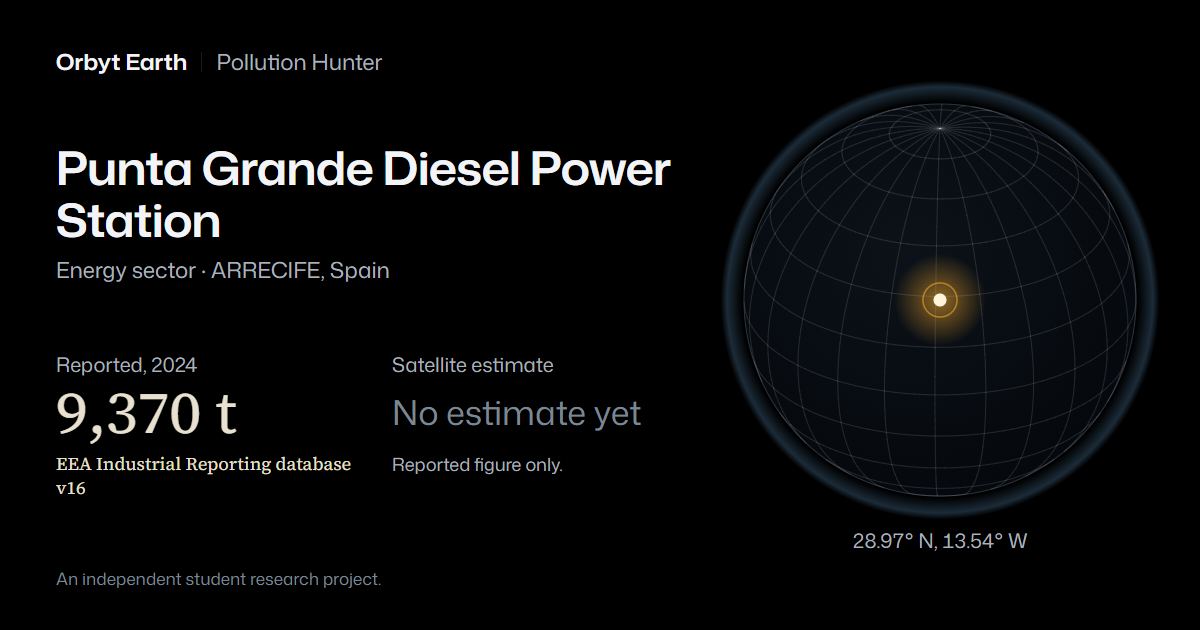 Orbyt Earth | Pollution Hunter
Punta Grande Diesel Power
Station
Energy sector · ARRECIFE, Spain
Reported, 2024
9,370 t
EEA Industrial Reporting database
v16
Satellite estimate
No estimate yet
Reported figure only.
28.97° N, 13.54° W
An independent student research project.